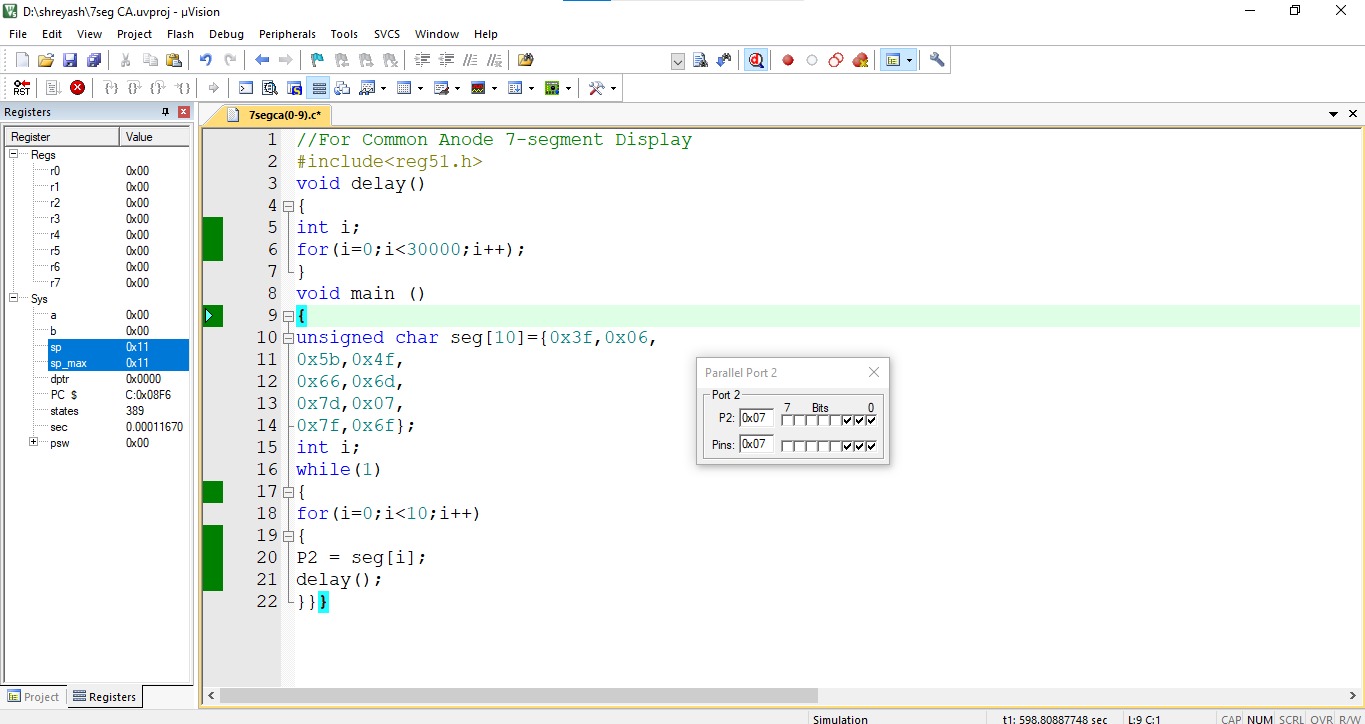 D:\shreyash\7seg CA.uvproj - µVision
File Edit View Project Flash Debug Peripherals Tools SVCS Window Help
RST
Registers
7segca(0-9).c*
Register Value
Regs
r0 0x00
r1 0x00
r2 0x00
r3 0x00
r4 0x00
r5 0x00
r6 0x00
r7 0x00
Sys
a 0x00
b 0x00
sp 0x11
sp_max 0x11
dptr 0x0000
PC $ C:0x08F6
states 389
sec 0.00011670
psw 0x00
Project Registers
1 //For Common Anode 7-segment Display
2 #include<reg51.h>
3 void delay()
4 {
5 int i;
6 for(i=0;i<30000;i++);
7 }
8 void main ()
9 {
10 unsigned char seg[10]={0x3f,0x06,
11 0x5b,0x4f,
12 0x66,0x6d,
13 0x7d,0x07,
14 0x7f,0x6f};
15 int i;
16 while(1)
17 {
18 for(i=0;i<10;i++)
19 {
20 P2 = seg[i];
21 delay();
22 }}}
Parallel Port 2
Port 2
7 Bits 0
P2: 0x07
Pins: 0x07
Simulation t1: 598.80887748 sec L:9 C:1 CAP NUM SCRL OVR R/W